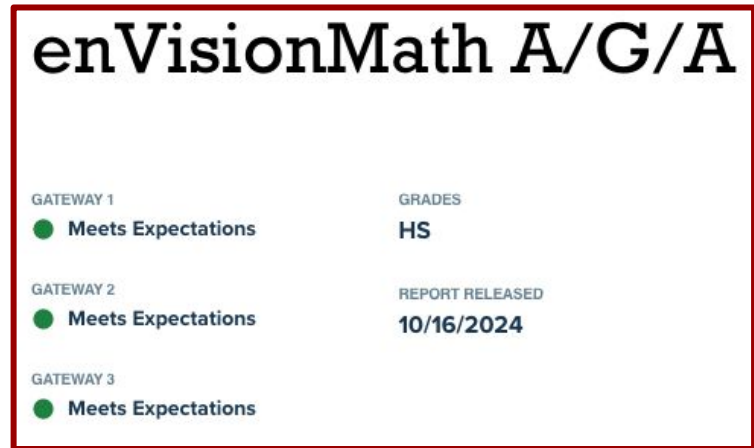 enVisionMath A/G/A
GATEWAY 1
Meets Expectations
GRADES
HS
GATEWAY 2
Meets Expectations
REPORT RELEASED
10/16/2024
GATEWAY 3
Meets Expectations